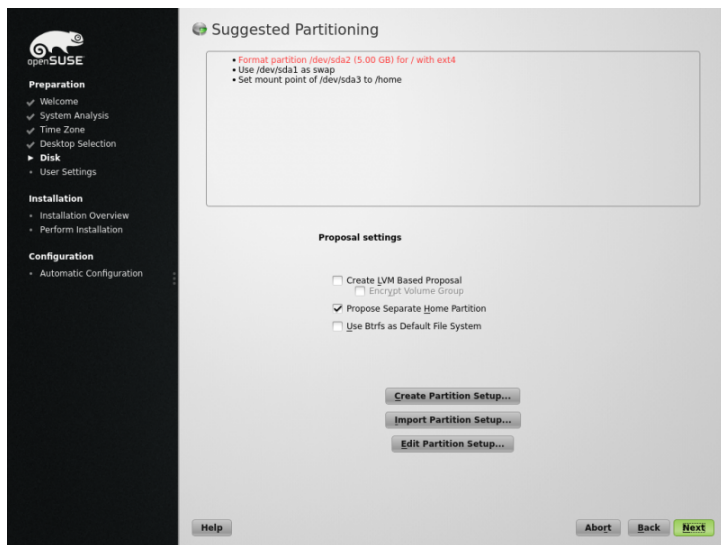 openSUSE
Preparation
Welcome
System Analysis
Time Zone
Desktop Selection
Disk
User Settings
Installation
Installation Overview
Perform Installation
Configuration
Automatic Configuration
Suggested Partitioning
• Format partition /dev/sda2 (5.00 GB) for / with ext4
• Use /dev/sda1 as swap
• Set mount point of /dev/sda3 to /home
Proposal settings
Create LVM Based Proposal
Encrypt Volume Group
Propose Separate Home Partition
Use Btrfs as Default File System
Create Partition Setup...
Import Partition Setup...
Edit Partition Setup...
Help
Abort
Back
Next